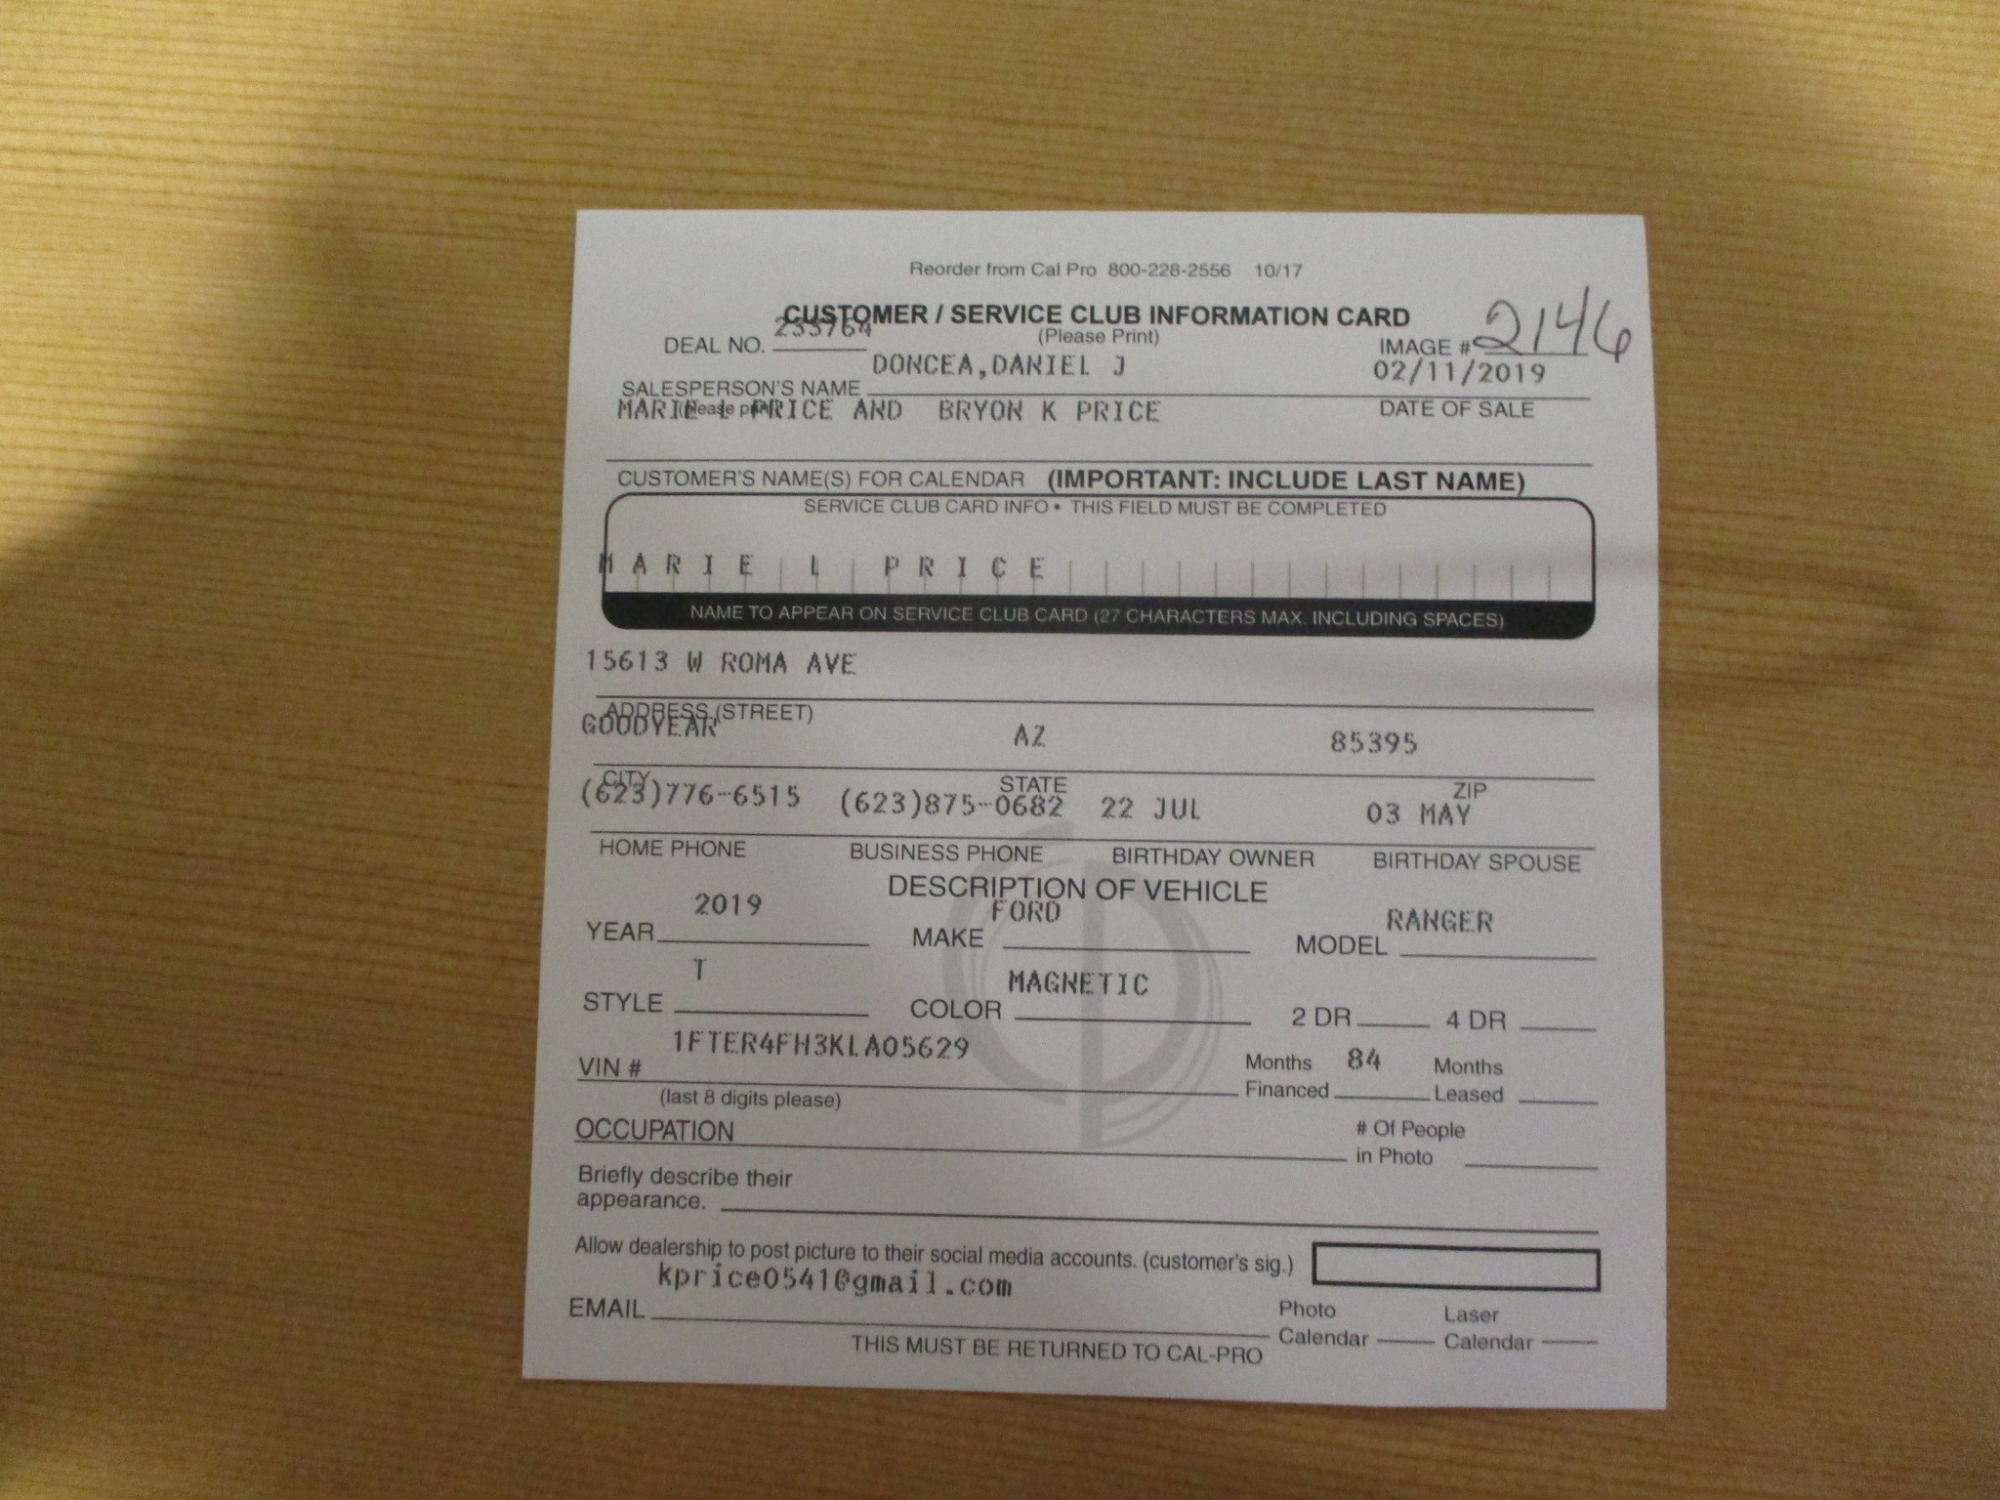 Reorder from Cal Pro 800-228-2556 10/17
CUSTOMER / SERVICE CLUB INFORMATION CARD
(Please Print)
DEAL NO. 233764
IMAGE # 2146
DONCEA,DANIEL J
02/11/2019
SALESPERSON'S NAME
(Please print)
DATE OF SALE
MARIE L PRICE AND BRYON K PRICE
CUSTOMER'S NAME(S) FOR CALENDAR (IMPORTANT: INCLUDE LAST NAME)
SERVICE CLUB CARD INFO • THIS FIELD MUST BE COMPLETED
MARIE L PRICE
NAME TO APPEAR ON SERVICE CLUB CARD (27 CHARACTERS MAX. INCLUDING SPACES)
15613 W ROMA AVE
ADDRESS (STREET)
GOODYEAR AZ 85395
CITY STATE ZIP
(623)776-6515 (623)875-0682 22 JUL 03 MAY
HOME PHONE BUSINESS PHONE BIRTHDAY OWNER BIRTHDAY SPOUSE
DESCRIPTION OF VEHICLE
YEAR 2019 MAKE FORD MODEL RANGER
STYLE T COLOR MAGNETIC 2 DR 4 DR
VIN # 1FTER4FH3KLA05629
(last 8 digits please)
Months Financed 84 Months Leased
OCCUPATION
# Of People in Photo
Briefly describe their
appearance.
Allow dealership to post picture to their social media accounts. (customer's sig.)
EMAIL kprice0541@gmail.com
Photo Calendar Laser Calendar
THIS MUST BE RETURNED TO CAL-PRO